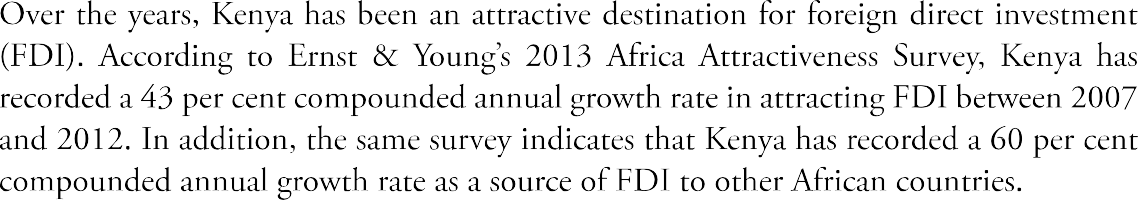 Over the years, Kenya has been an attractive destination for foreign direct investment
(FDI). According to Ernst & Young’s 2013 Africa Attractiveness Survey, Kenya has
recorded a 43 per cent compounded annual growth rate in attracting FDI between 2007
and 2012. In addition, the same survey indicates that Kenya has recorded a 60 per cent
compounded annual growth rate as a source of FDI to other African countries.